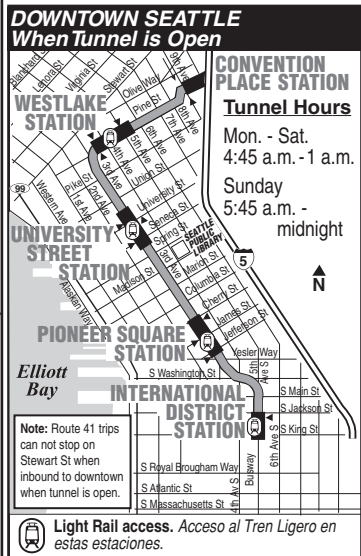 DOWNTOWN SEATTLE
When Tunnel is Open
CONVENTION
PLACE STATION
Tunnel Hours
Mon. - Sat.
4:45 a.m. -1 a.m.
Sunday
5:45 a.m. -
midnight
N
Blanchard St
Lenora St
Virginia St
Stewart St
Olive Way
Pine St
9th Ave
8th Ave
7th Ave
6th Ave
5th Ave
4th Ave
3rd Ave
WESTLAKE
STATION
99
Western Ave
Pike St
1st Ave
2nd Ave
Union St
University St
Seneca St
Spring St
SEATTLE
PUBLIC
LIBRARY
UNIVERSITY
STREET
STATION
3rd Ave
Madison St
Marion St
Columbia St
Cherry St
James St
Jefferson St
Alaskan Way
5
PIONEER SQUARE
STATION
Yesler Way
Elliott
Bay
S Washington St
5th
Ave S
INTERNATIONAL
DISTRICT
STATION
S Main St
S Jackson St
S King St
6th Ave S
Note: Route 41 trips
can not stop on
Stewart St when
inbound to downtown
when tunnel is open.
S Royal Brougham Way
S Atlantic St
S Massachusetts St
4th Av S
Busway
Light Rail access. Acceso al Tren Ligero en
estas estaciones.